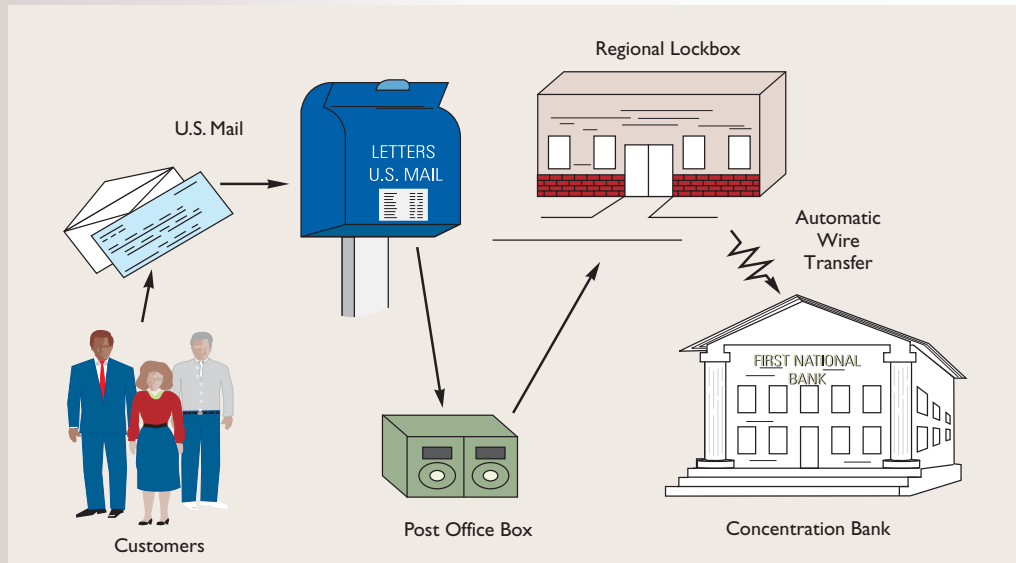 Regional Lockbox
U.S. Mail
LETTERS
U.S. MAIL
Automatic
Wire
Transfer
FIRST NATIONAL
BANK
Customers
Post Office Box
Concentration Bank